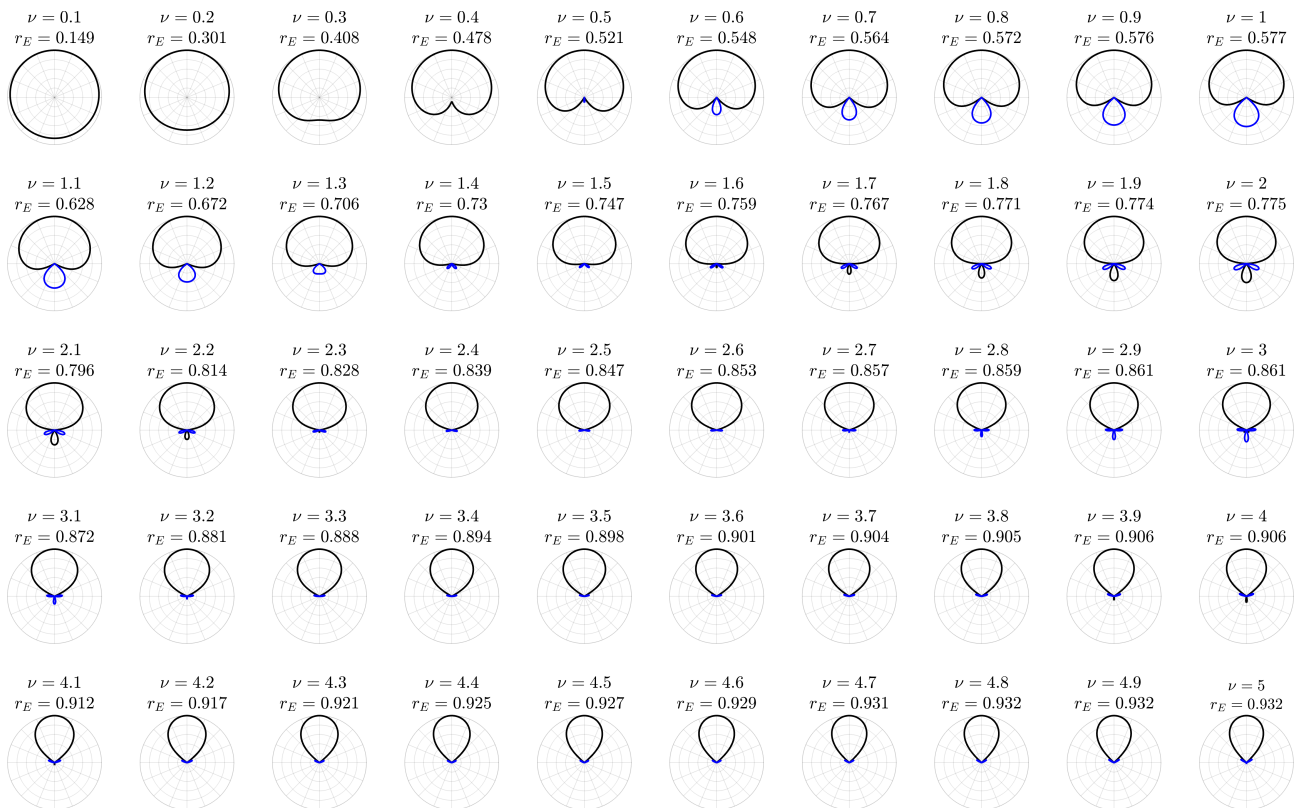 ν = 0.1 ν = 0.2 ν = 0.3 ν = 0.4 ν = 0.5 ν = 0.6 ν = 0.7 ν = 0.8 ν = 0.9 ν = 1
r_E = 0.149 r_E = 0.301 r_E = 0.408 r_E = 0.478 r_E = 0.521 r_E = 0.548 r_E = 0.564 r_E = 0.572 r_E = 0.576 r_E = 0.577
ν = 1.1 ν = 1.2 ν = 1.3 ν = 1.4 ν = 1.5 ν = 1.6 ν = 1.7 ν = 1.8 ν = 1.9 ν = 2
r_E = 0.628 r_E = 0.672 r_E = 0.706 r_E = 0.73 r_E = 0.747 r_E = 0.759 r_E = 0.767 r_E = 0.771 r_E = 0.774 r_E = 0.775
ν = 2.1 ν = 2.2 ν = 2.3 ν = 2.4 ν = 2.5 ν = 2.6 ν = 2.7 ν = 2.8 ν = 2.9 ν = 3
r_E = 0.796 r_E = 0.814 r_E = 0.828 r_E = 0.839 r_E = 0.847 r_E = 0.853 r_E = 0.857 r_E = 0.859 r_E = 0.861 r_E = 0.861
ν = 3.1 ν = 3.2 ν = 3.3 ν = 3.4 ν = 3.5 ν = 3.6 ν = 3.7 ν = 3.8 ν = 3.9 ν = 4
r_E = 0.872 r_E = 0.881 r_E = 0.888 r_E = 0.894 r_E = 0.898 r_E = 0.901 r_E = 0.904 r_E = 0.905 r_E = 0.906 r_E = 0.906
ν = 4.1 ν = 4.2 ν = 4.3 ν = 4.4 ν = 4.5 ν = 4.6 ν = 4.7 ν = 4.8 ν = 4.9 ν = 5
r_E = 0.912 r_E = 0.917 r_E = 0.921 r_E = 0.925 r_E = 0.927 r_E = 0.929 r_E = 0.931 r_E = 0.932 r_E = 0.932 r_E = 0.932